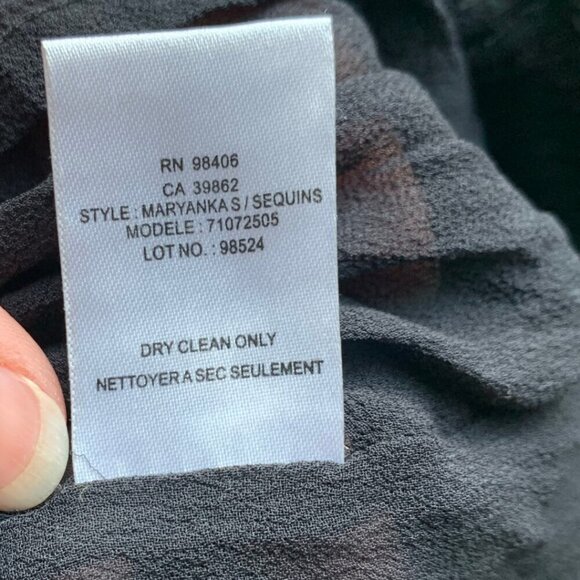 RN 98406
CA 39862
STYLE : MARYANKA S / SEQUINS
MODELE : 71072505
LOT NO. : 98524
DRY CLEAN ONLY
NETTOYER A SEC SEULEMENT